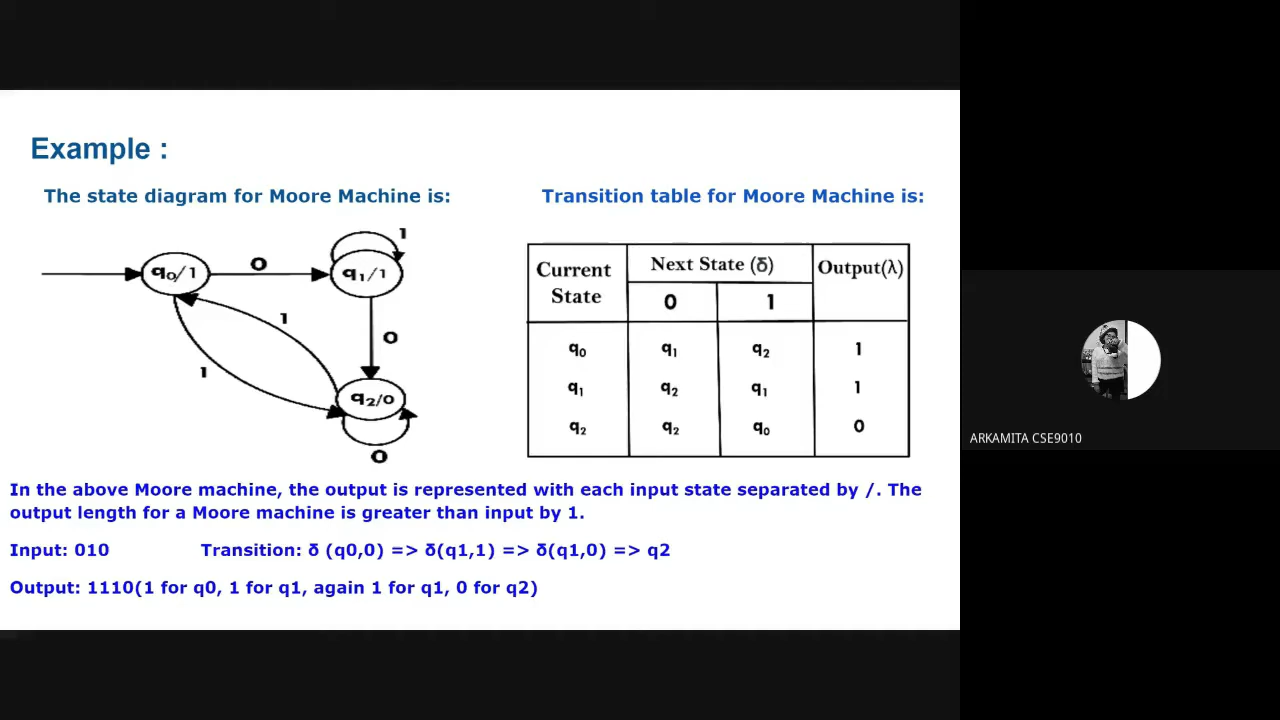 Example :
The state diagram for Moore Machine is:
Transition table for Moore Machine is:
q0/1
0
q1/1
1
0
1
1
q2/0
0
Current State
Next State (δ)
Output(λ)
0 1
q0 q1 q2 1
q1 q2 q1 1
q2 q2 q0 0
In the above Moore machine, the output is represented with each input state separated by /. The
output length for a Moore machine is greater than input by 1.
Input: 010 Transition: δ (q0,0) => δ(q1,1) => δ(q1,0) => q2
Output: 1110(1 for q0, 1 for q1, again 1 for q1, 0 for q2)
ARKAMITA CSE9010